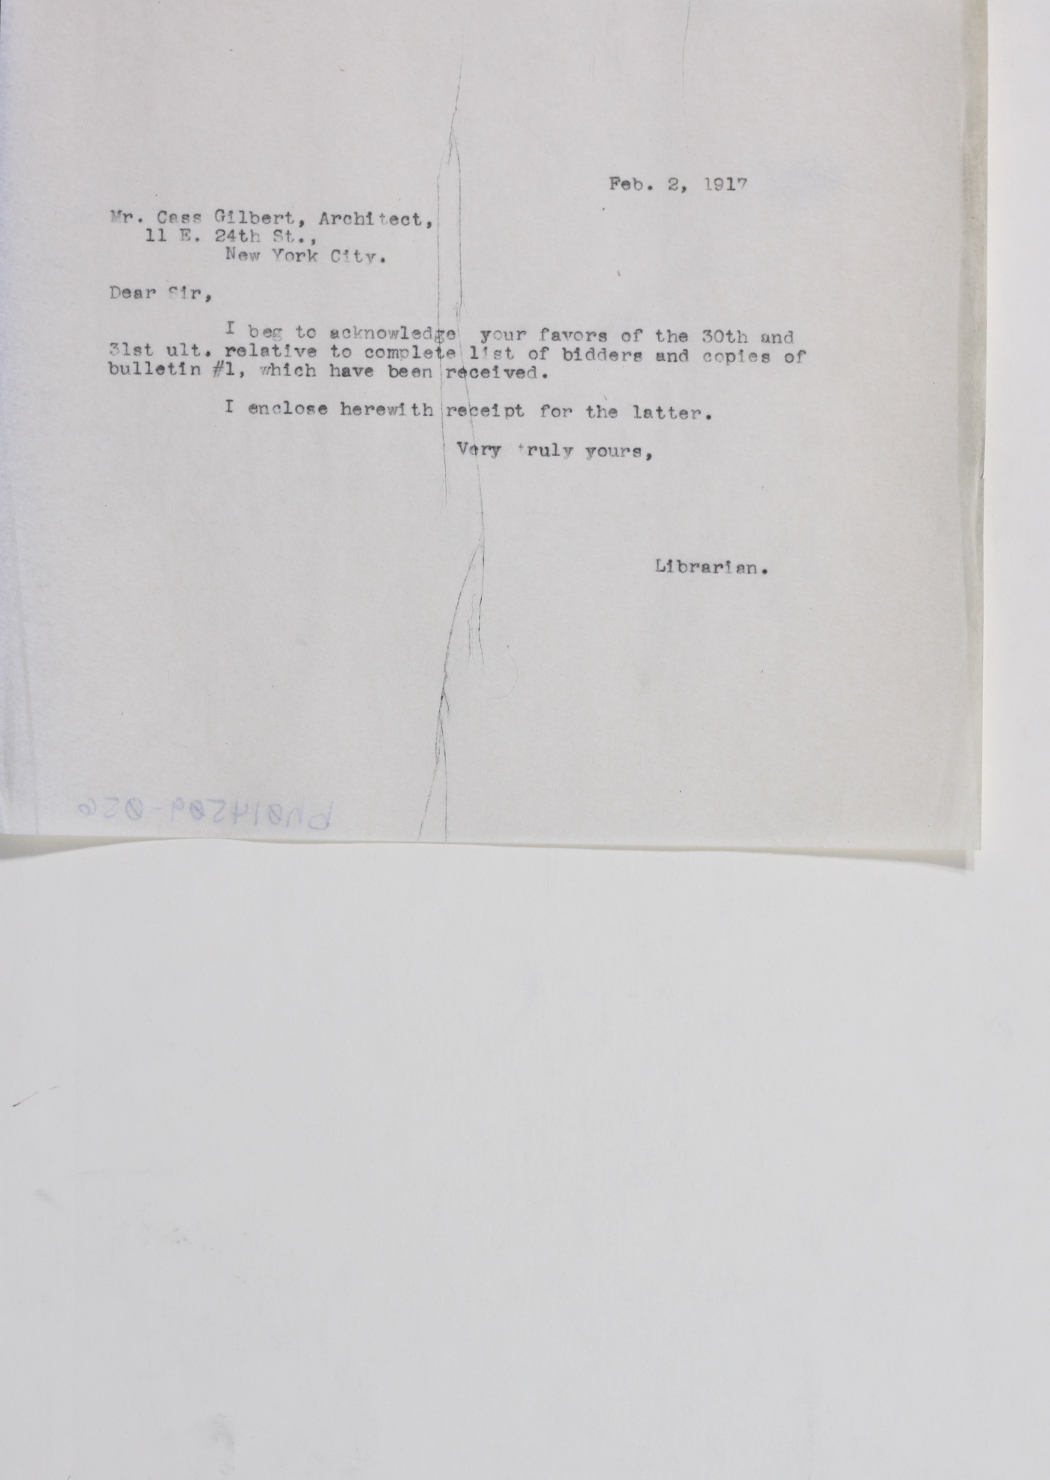 Feb. 2, 1917
Mr. Cass Gilbert, Architect,
11 E. 24th St.,
New York City.
Dear Sir,
I beg to acknowledge your favors of the 30th and
31st ult. relative to complete list of bidders and copies of
bulletin #1, which have been received.
I enclose herewith receipt for the latter.
Very truly yours,
Librarian.